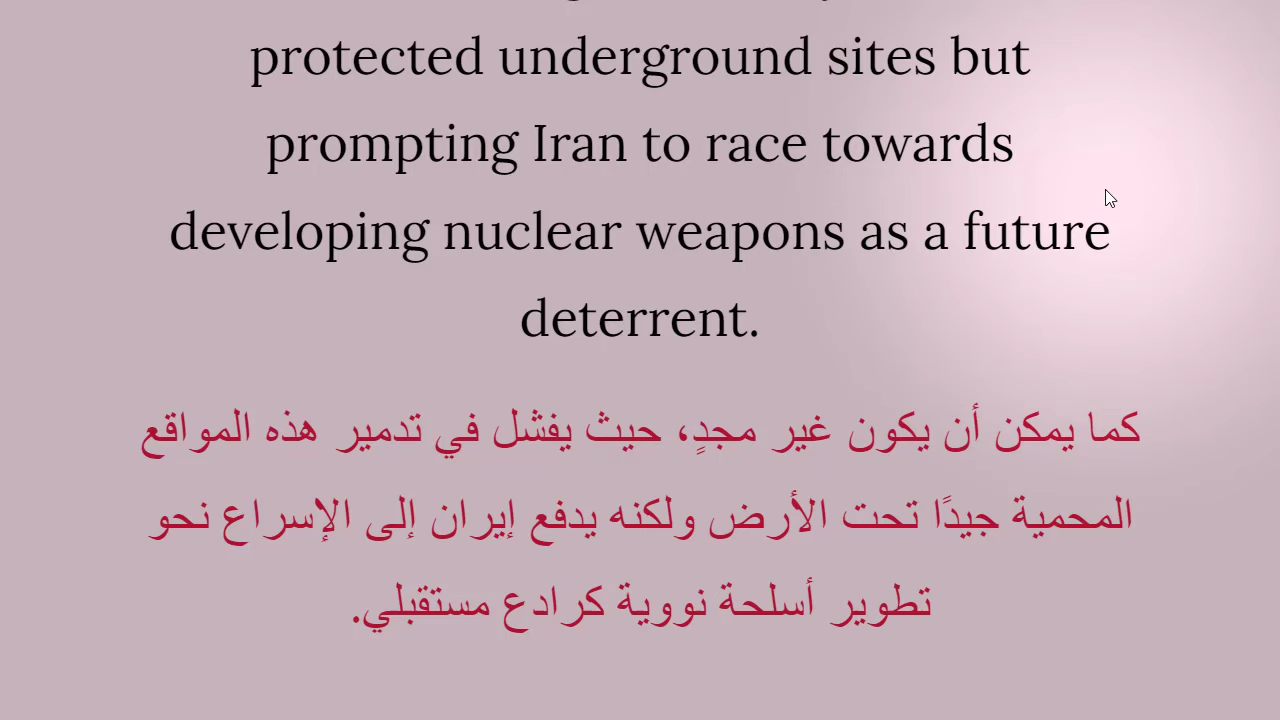 protected underground sites but
prompting Iran to race towards
developing nuclear weapons as a future
deterrent.
كما يمكن أن يكون غير مجدٍ، حيث يفشل في تدمير هذه المواقع
المحمية جيدًا تحت الأرض ولكنه يدفع إيران إلى الإسراع نحو
تطوير أسلحة نووية كرادع مستقبلي.